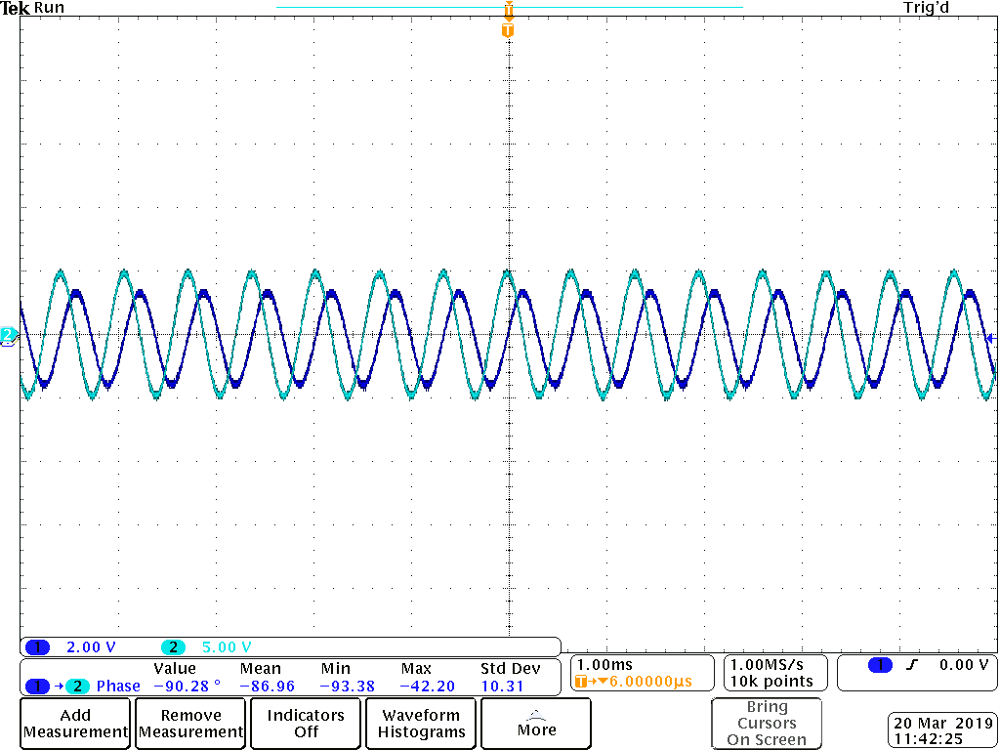 Tek Run Trig'd
T
T
2
1 2.00 V 2 5.00 V
Value Mean Min Max Std Dev
1 → 2 Phase −90.28 ° −86.96 −93.38 −42.20 10.31
1.00ms
T→▼6.00000µs
1.00MS/s
10k points
1 0.00 V
Add
Measurement
Remove
Measurement
Indicators
Off
Waveform
Histograms
More
Bring
Cursors
On Screen
20 Mar 2019
11:42:25